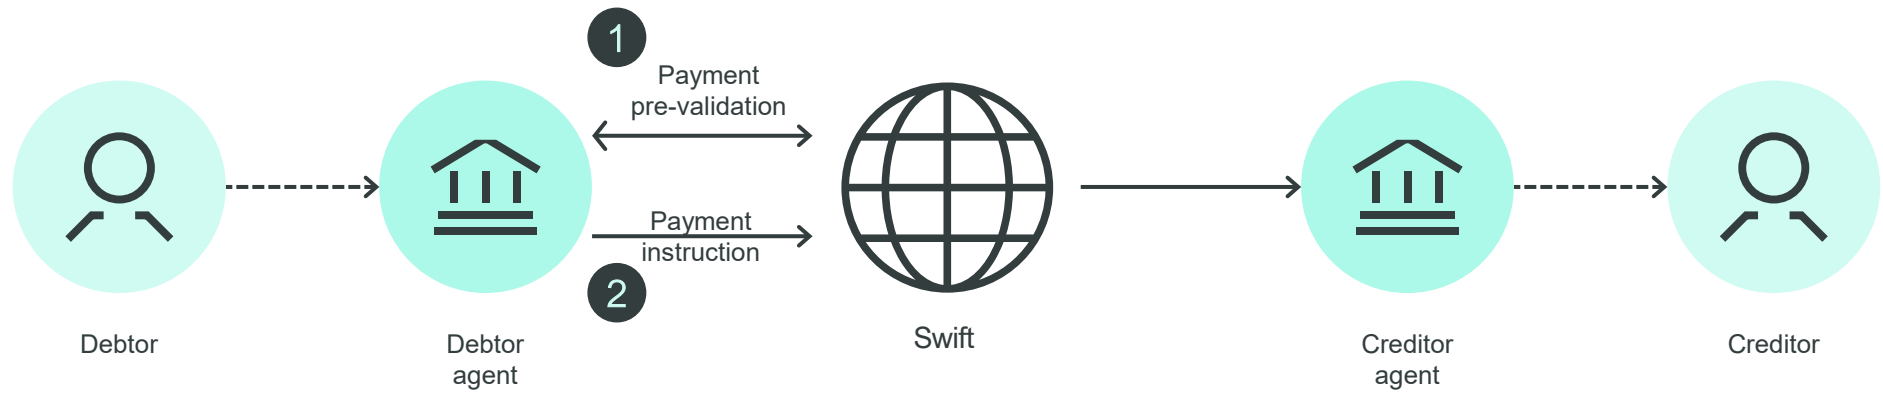 1
Payment
pre-validation
Payment
instruction
2
Swift
Debtor
Debtor
agent
Creditor
agent
Creditor